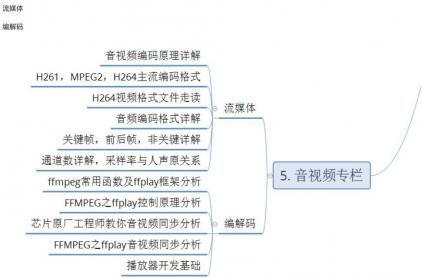 流媒体
编解码
音视频编码原理详解
H261，MPEG2，H264主流编码格式
H264视频格式文件走读
音频编码格式详解
关键帧，前后帧，非关键详解
通道数详解，采样率与人声原关系
流媒体
ffmpeg常用函数及ffplay框架分析
FFMPEG之ffplay控制原理分析
芯片原厂工程师教你音视频同步分析
FFMPEG之ffplay音视频同步分析
播放器开发基础
编解码
5. 音视频专栏